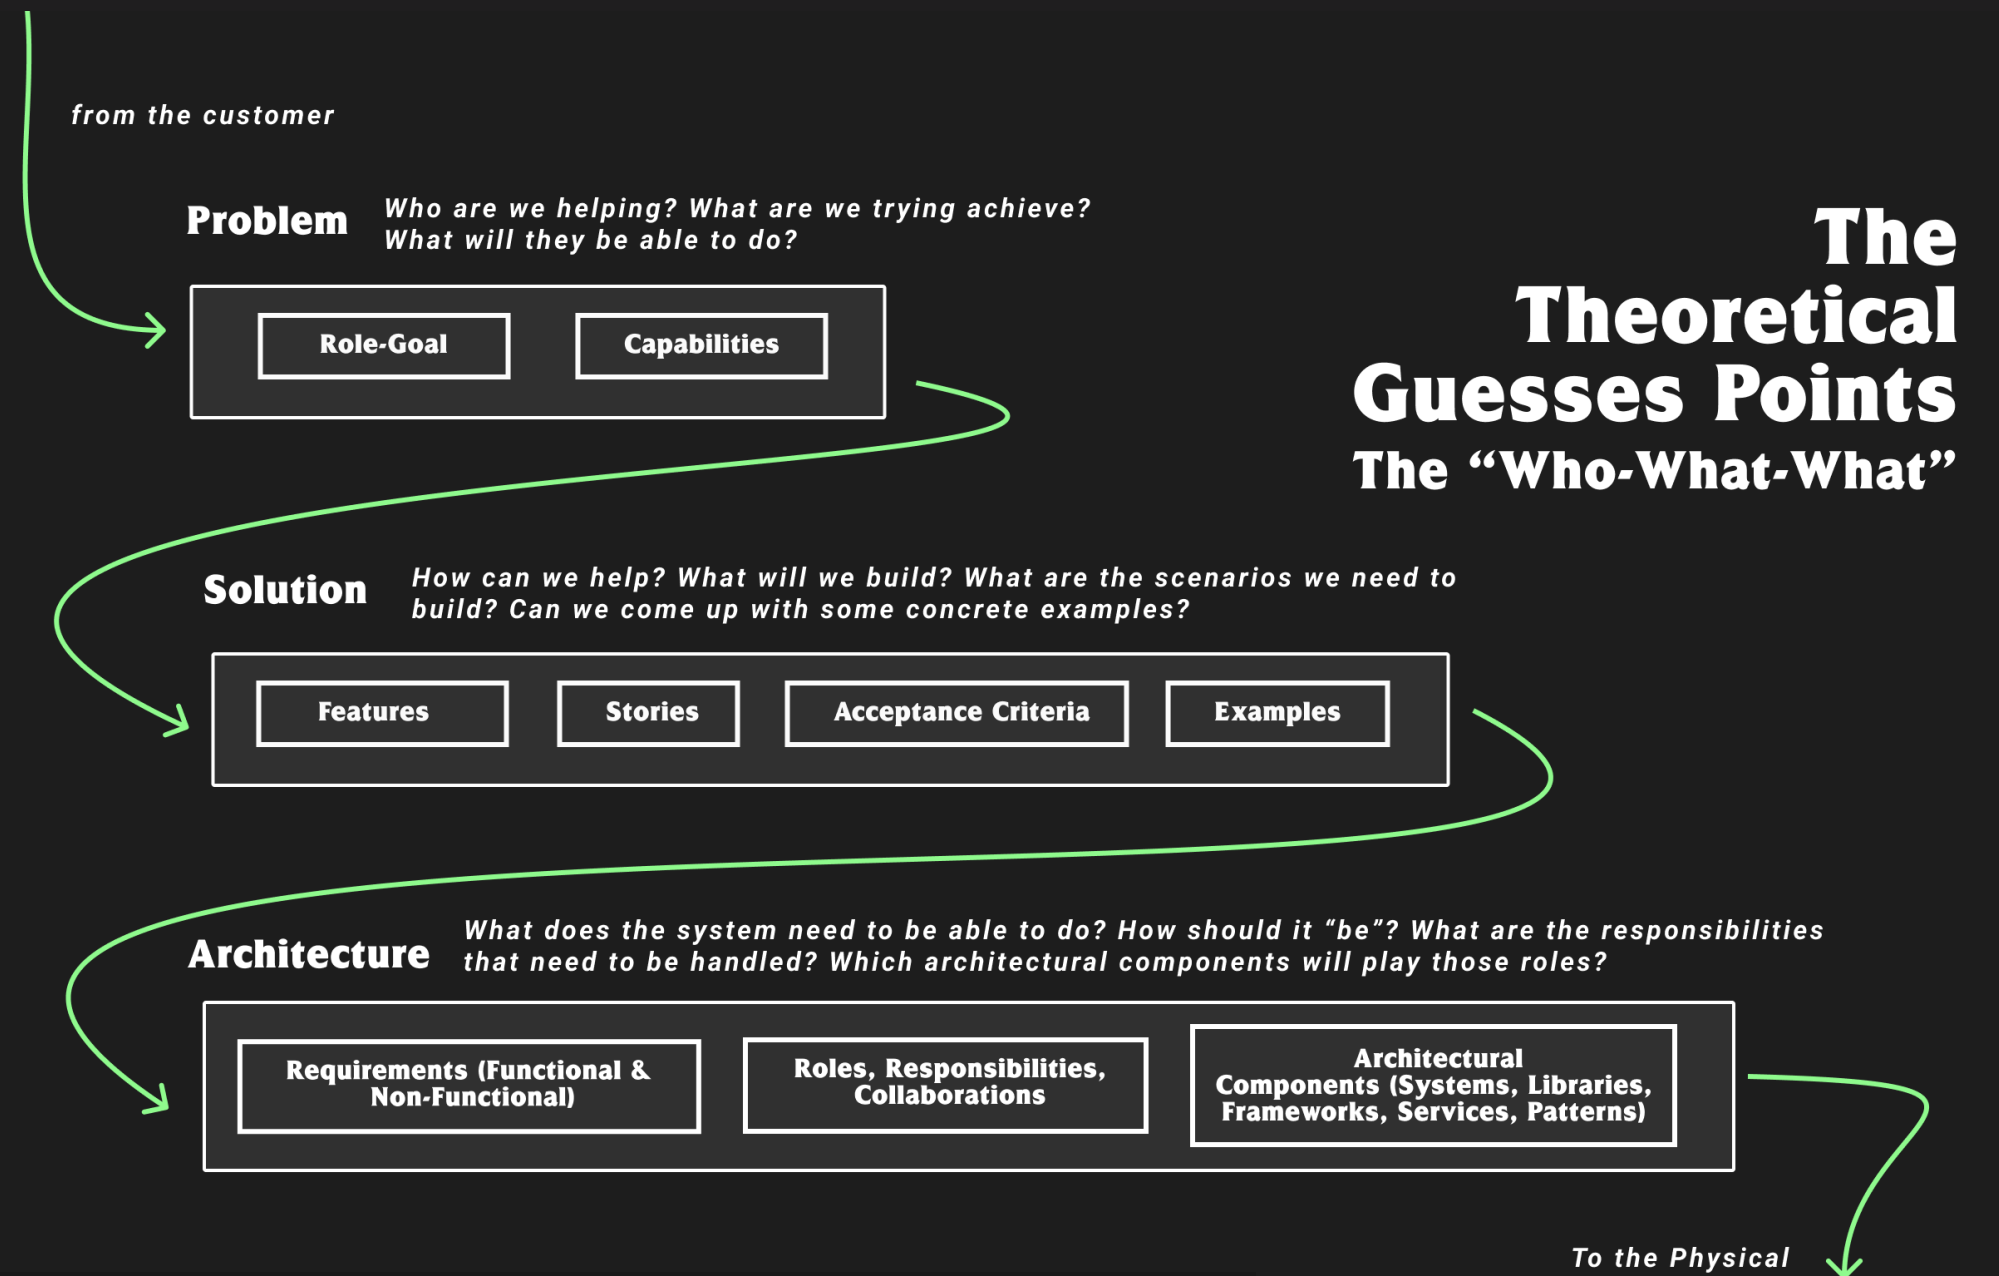 from the customer
Problem
Who are we helping? What are we trying achieve?
What will they be able to do?
Role-Goal
Capabilities
The
Theoretical
Guesses Points
The “Who-What-What”
Solution
How can we help? What will we build? What are the scenarios we need to
build? Can we come up with some concrete examples?
Features
Stories
Acceptance Criteria
Examples
Architecture
What does the system need to be able to do? How should it “be”? What are the responsibilities
that need to be handled? Which architectural components will play those roles?
Requirements (Functional &
Non-Functional)
Roles, Responsibilities,
Collaborations
Architectural
Components (Systems, Libraries,
Frameworks, Services, Patterns)
To the Physical